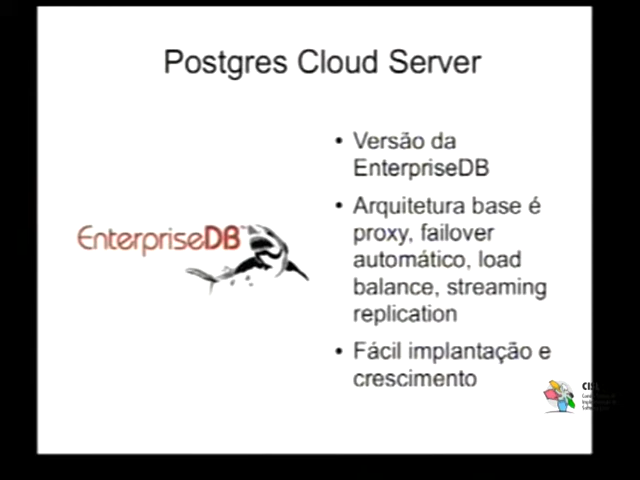 Postgres Cloud Server
• Versão da
EnterpriseDB
• Arquitetura base é
proxy, failover
automático, load
balance, streaming
replication
• Fácil implantação e
crescimento
EnterpriseDB